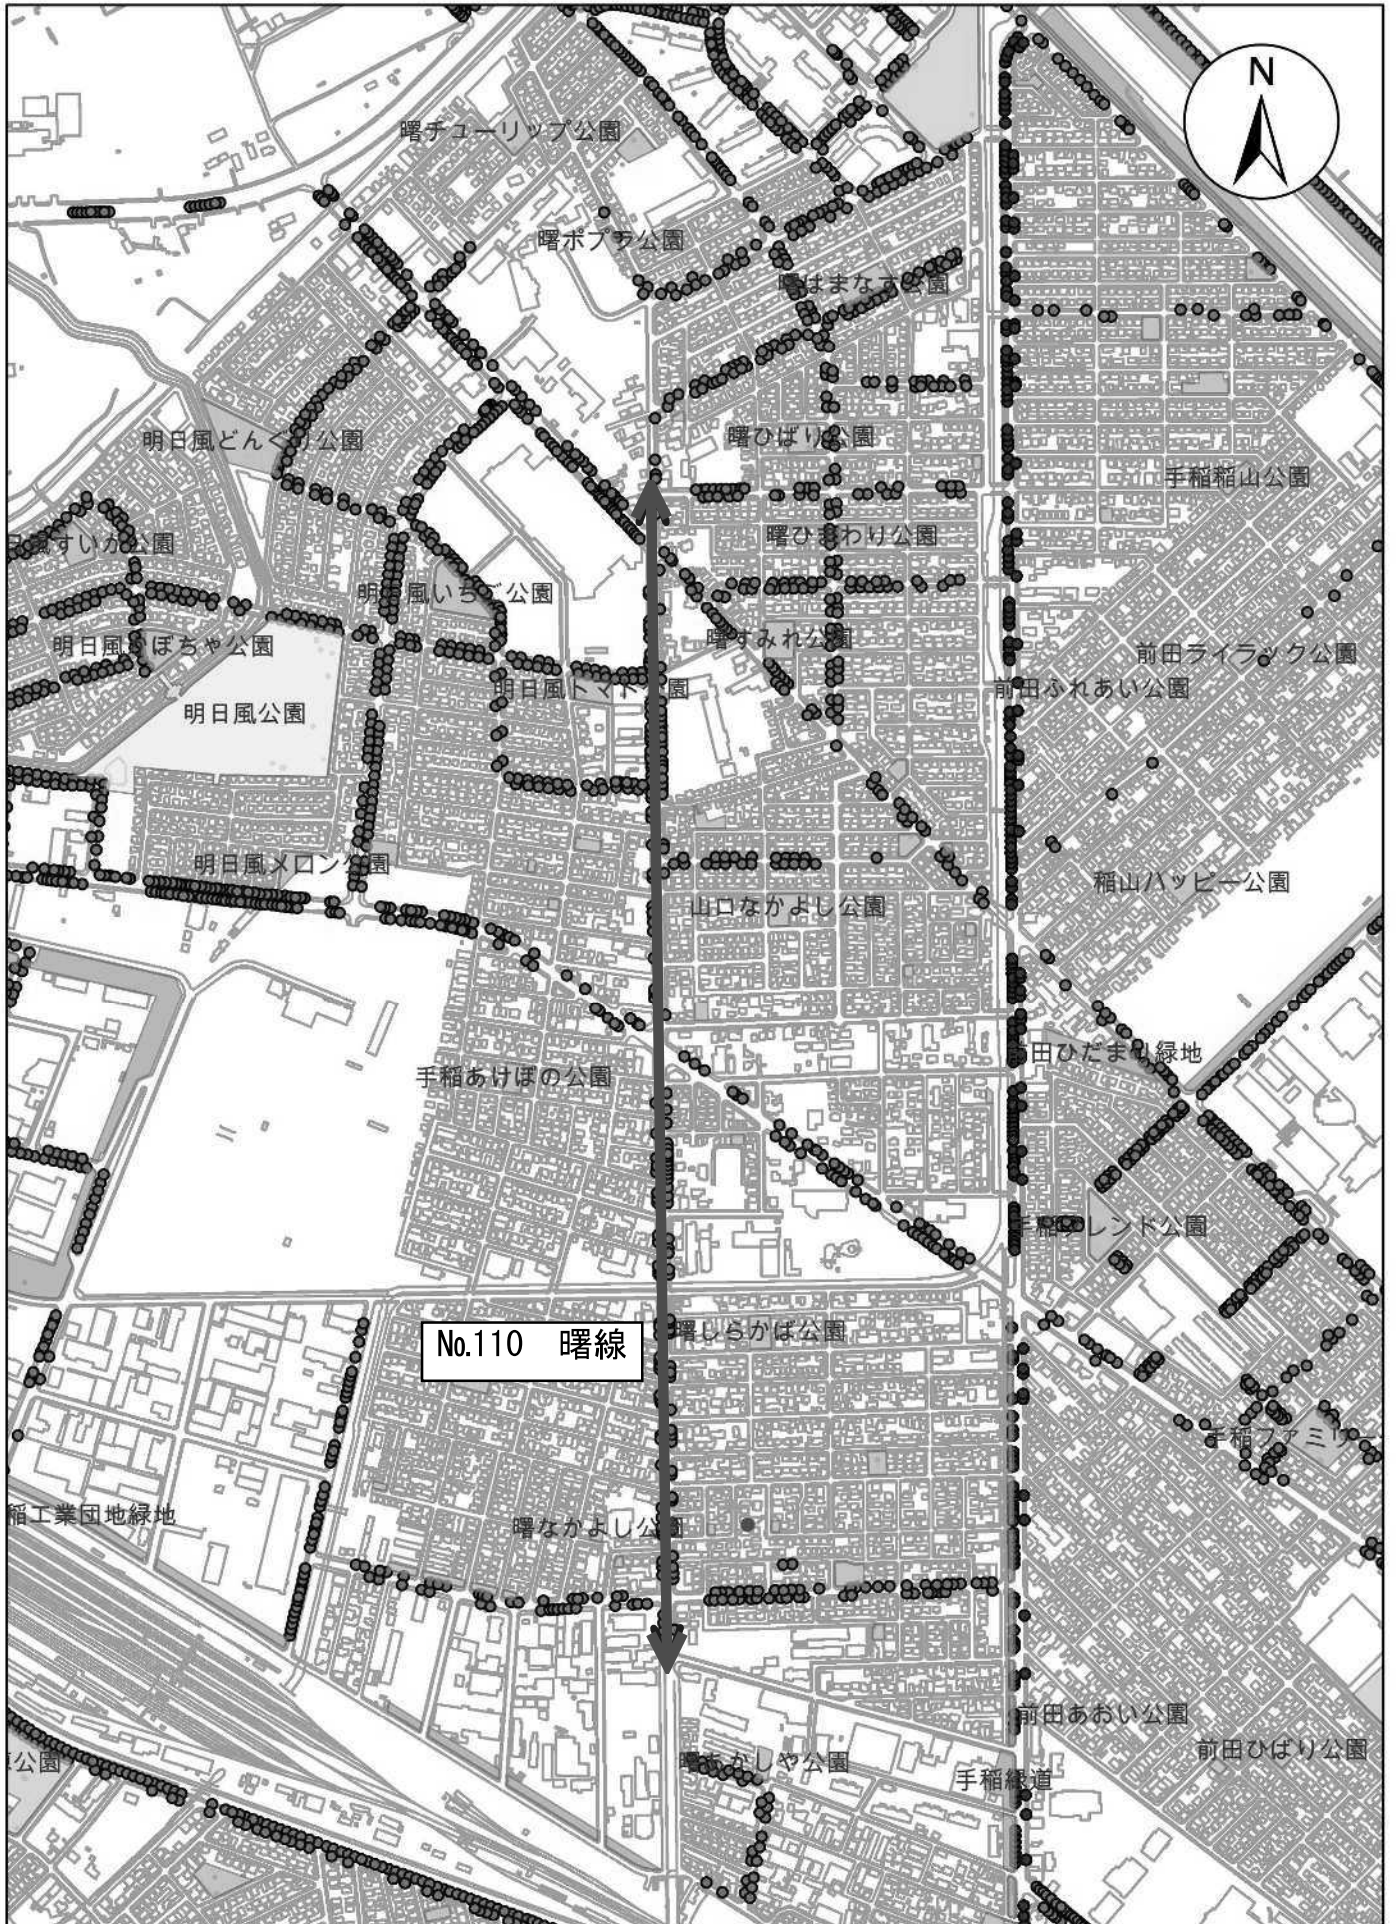 N
曙チューリップ公園
曙ポプラ公園
曙はまなす公園
明日風どんぐり公園
曙ひばり公園
手稲稲山公園
曙ひまわり公園
すいか公園
明日風いちご公園
明日風かぼちゃ公園
曙すみれ公園
前田ライラック公園
明日風トマト公園
前田ふれあい公園
明日風公園
明日風メロン公園
稲山ハッピー公園
山口なかよし公園
前田ひだまり緑地
手稲あけぼの公園
手稲フレンド公園
No.110 曙線
曙しらかば公園
手稲ファミリー
稲工業団地緑地
曙なかよし公園
前田あおい公園
前田ひばり公園
公園
曙あかしや公園
手稲緑道